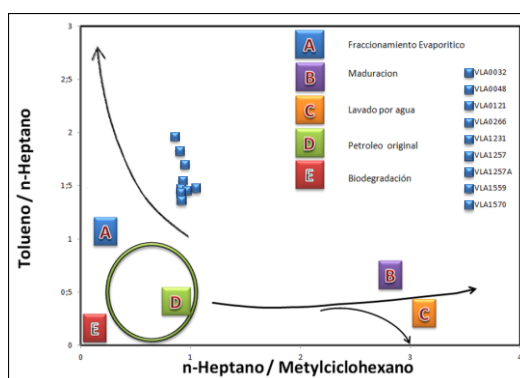 Tolueno / n-Heptano
3
2;5
2
1;5
1
0;5
0
0
1
2
3
4
n-Heptano / Metylciclohexano
A
Fraccionamiento Evaporitico
B
Maduracion
C
Lavado por agua
D
Petroleo original
E
Biodegradación
VLA0032
VLA0048
VLA0121
VLA0266
VLA1231
VLA1257
VLA1257A
VLA1559
VLA1570
A
B
C
D
E